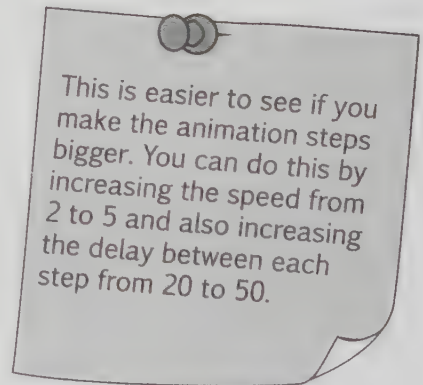 This is easier to see if you
make the animation steps
bigger. You can do this by
increasing the speed from
2 to 5 and also increasing
the delay between each
step from 20 to 50.